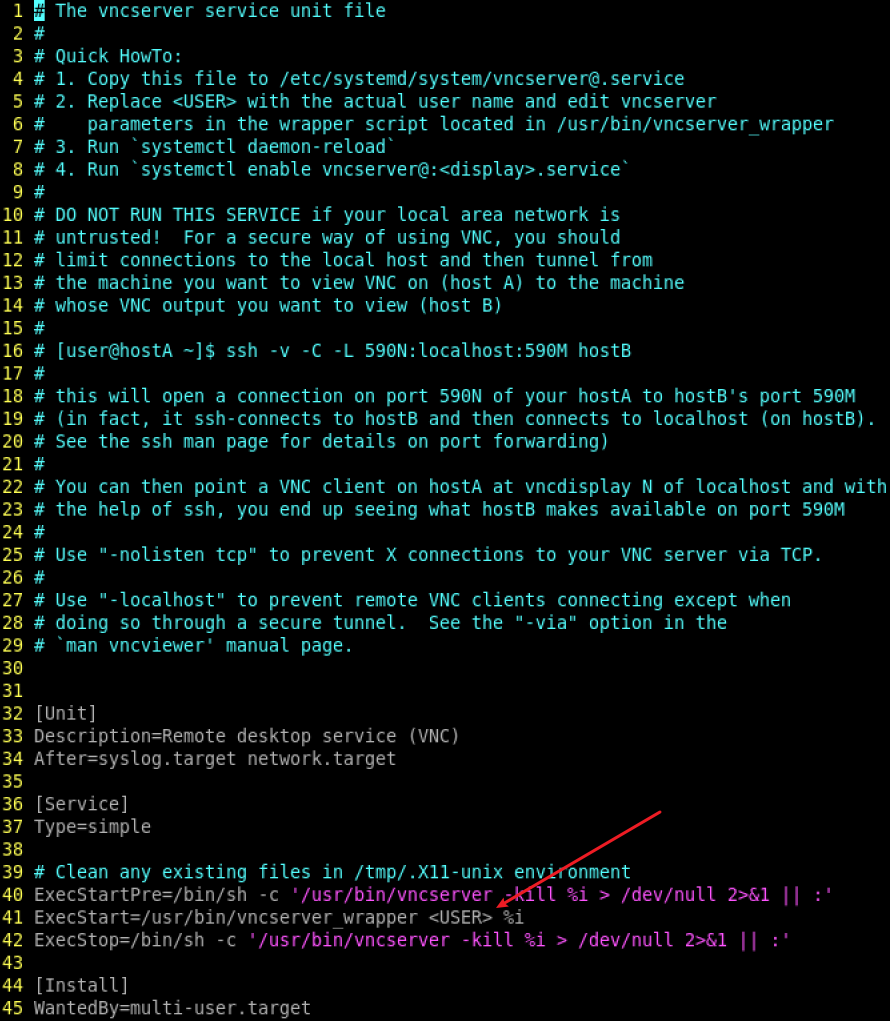 1 # The vncserver service unit file
2 #
3 # Quick HowTo:
4 # 1. Copy this file to /etc/systemd/system/vncserver@.service
5 # 2. Replace <USER> with the actual user name and edit vncserver
6 #    parameters in the wrapper script located in /usr/bin/vncserver_wrapper
7 # 3. Run `systemctl daemon-reload`
8 # 4. Run `systemctl enable vncserver@:<display>.service`
9 #
10 # DO NOT RUN THIS SERVICE if your local area network is
11 # untrusted!  For a secure way of using VNC, you should
12 # limit connections to the local host and then tunnel from
13 # the machine you want to view VNC on (host A) to the machine
14 # whose VNC output you want to view (host B)
15 #
16 # [user@hostA ~]$ ssh -v -C -L 590N:localhost:590M hostB
17 #
18 # this will open a connection on port 590N of your hostA to hostB's port 590M
19 # (in fact, it ssh-connects to hostB and then connects to localhost (on hostB).
20 # See the ssh man page for details on port forwarding)
21 #
22 # You can then point a VNC client on hostA at vncdisplay N of localhost and with
23 # the help of ssh, you end up seeing what hostB makes available on port 590M
24 #
25 # Use "-nolisten tcp" to prevent X connections to your VNC server via TCP.
26 #
27 # Use "-localhost" to prevent remote VNC clients connecting except when
28 # doing so through a secure tunnel.  See the "-via" option in the
29 # `man vncviewer' manual page.
30
31
32 [Unit]
33 Description=Remote desktop service (VNC)
34 After=syslog.target network.target
35
36 [Service]
37 Type=simple
38
39 # Clean any existing files in /tmp/.X11-unix environment
40 ExecStartPre=/bin/sh -c '/usr/bin/vncserver -kill %i > /dev/null 2>&1 || :'
41 ExecStart=/usr/bin/vncserver_wrapper <USER> %i
42 ExecStop=/bin/sh -c '/usr/bin/vncserver -kill %i > /dev/null 2>&1 || :'
43
44 [Install]
45 WantedBy=multi-user.target